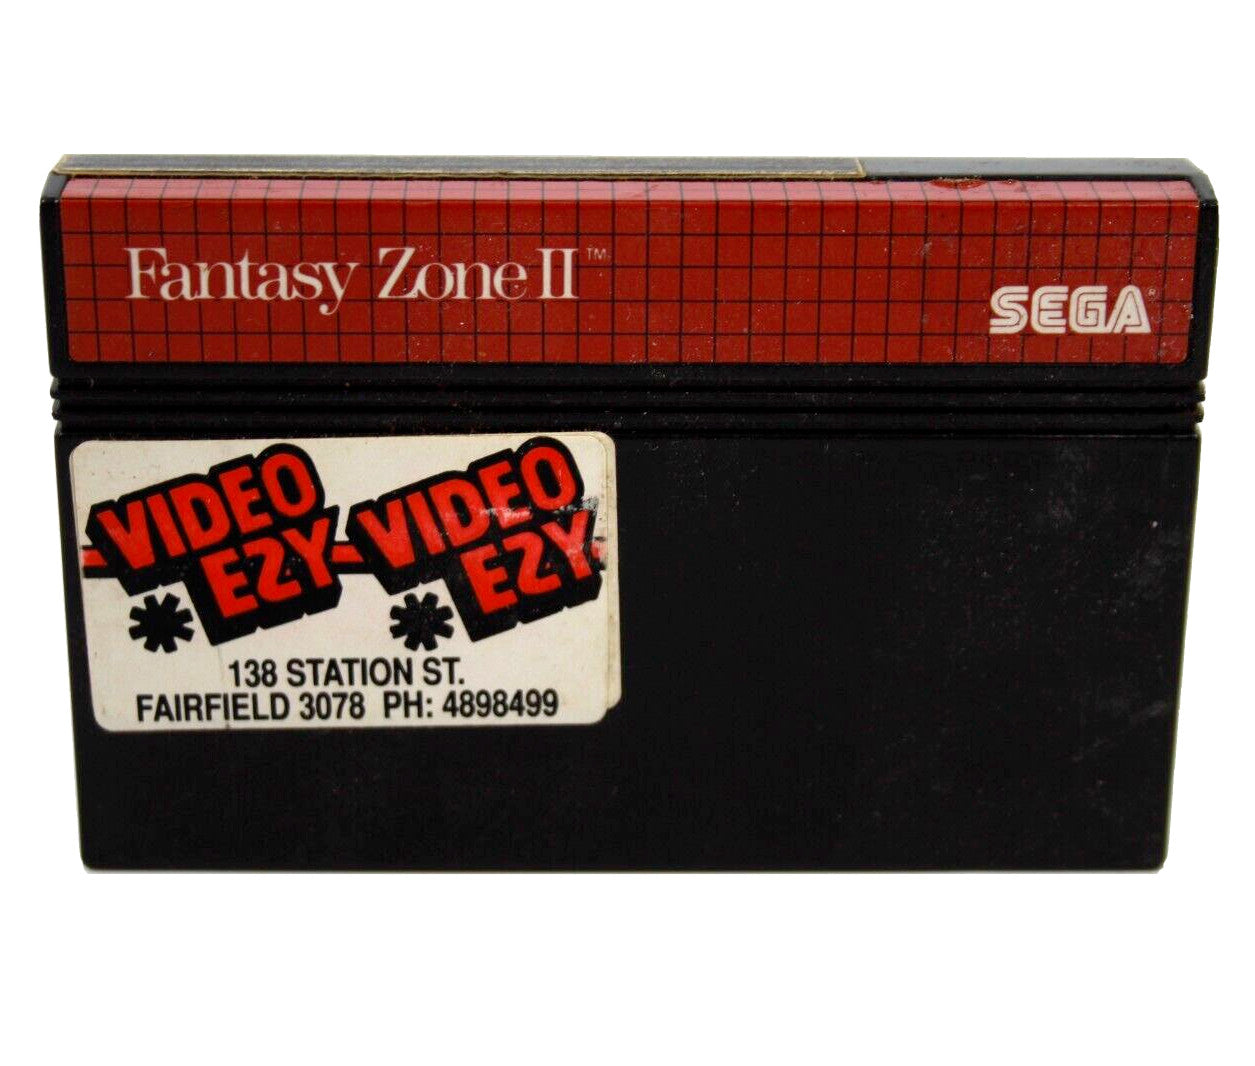 Fantasy Zone II™
SEGA®
VIDEO EZY VIDEO EZY
138 STATION ST.
FAIRFIELD 3078 PH: 4898499